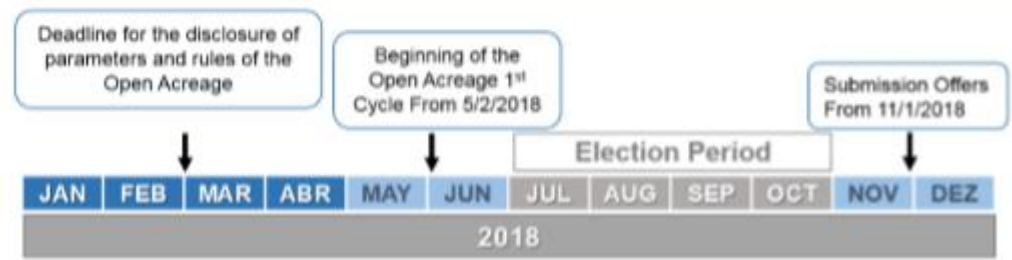 Deadline for the disclosure of
parameters and rules of the
Open Acreage
Beginning of the
Open Acreage 1st
Cycle From 5/2/2018
Submission Offers
From 11/1/2018
Election Period
JAN FEB MAR ABR MAY JUN JUL AUG SEP OCT NOV DEZ
2018